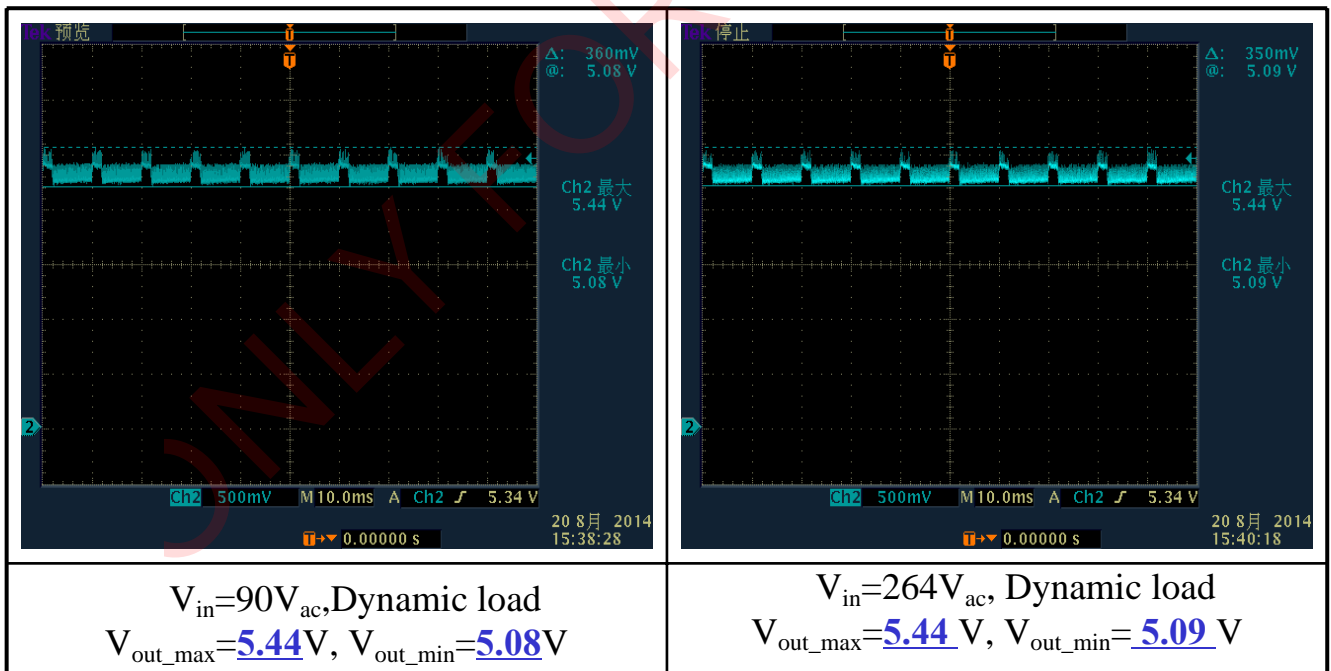 Tek 预览
T
T
Δ: 360mV
@: 5.08 V
Ch2 最大
5.44 V
Ch2 最小
5.08 V
2
Ch2 500mV M 10.0ms A Ch2 5.34 V
T 0.00000 s
20 8月 2014
15:38:28
Tek 停止
T
T
Δ: 350mV
@: 5.09 V
Ch2 最大
5.44 V
Ch2 最小
5.09 V
2
Ch2 500mV M 10.0ms A Ch2 5.34 V
T 0.00000 s
20 8月 2014
15:40:18
Vin=90Vac,Dynamic load
Vout_max=5.44V, Vout_min=5.08V
Vin=264Vac, Dynamic load
Vout_max=5.44 V, Vout_min= 5.09 V
ONLY FOR